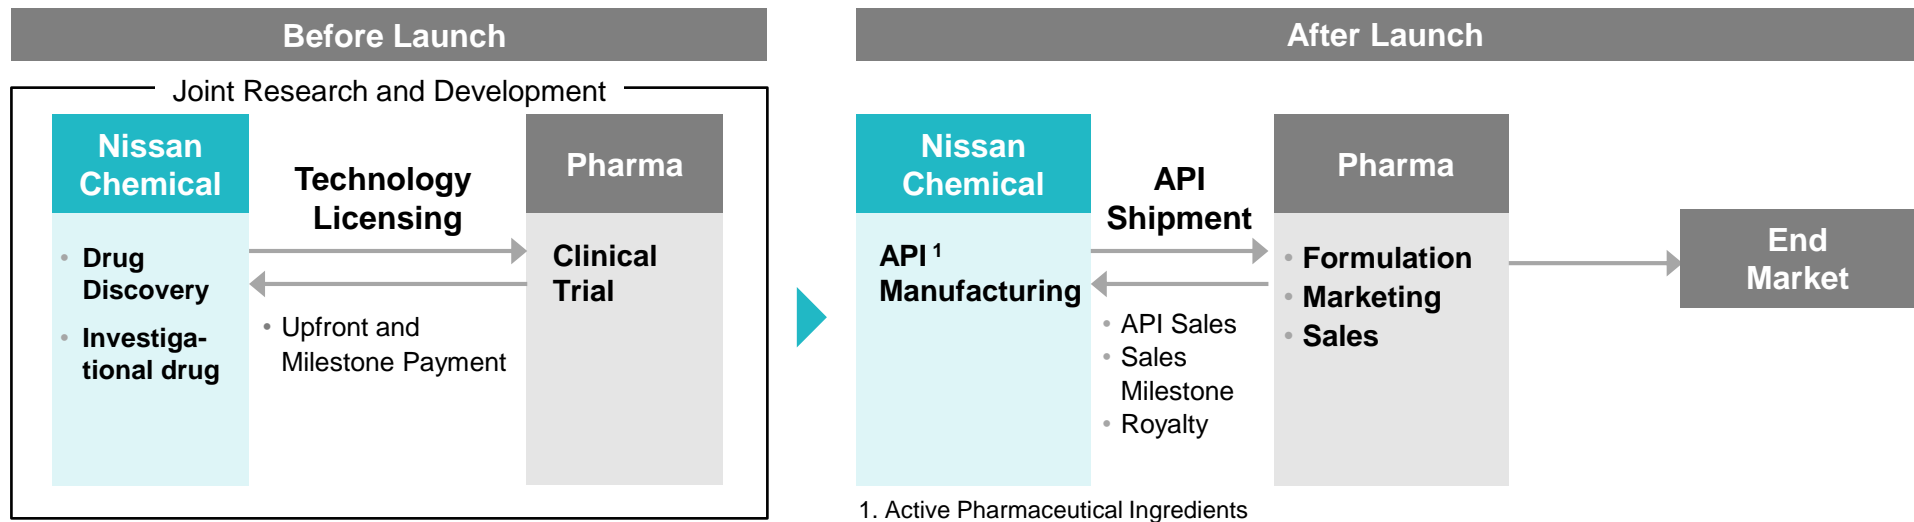 Before Launch
Joint Research and Development
Nissan
Chemical
• Drug
Discovery
• Investiga-
tional drug
Technology
Licensing
• Upfront and
Milestone Payment
Pharma
Clinical
Trial
After Launch
Nissan
Chemical
API 1
Manufacturing
API
Shipment
• API Sales
• Sales
Milestone
• Royalty
Pharma
• Formulation
• Marketing
• Sales
End
Market
1. Active Pharmaceutical Ingredients